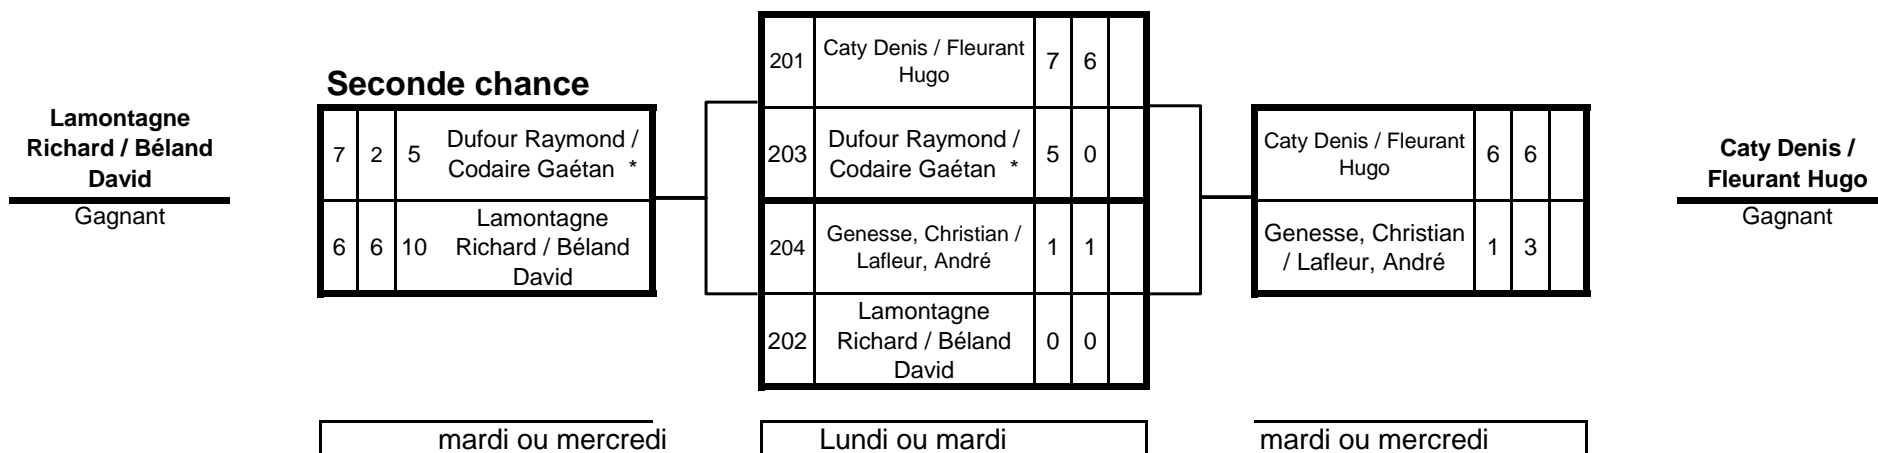 Lamontagne
Richard / Béland
David
Gagnant
Seconde chance
7 2 5 Dufour Raymond /
Codaire Gaétan *
6 6 10 Lamontagne
Richard / Béland
David
mardi ou mercredi
201 Caty Denis / Fleurant
Hugo 7 6
203 Dufour Raymond /
Codaire Gaétan * 5 0
204 Genesse, Christian /
Lafleur, André 1 1
202 Lamontagne
Richard / Béland
David 0 0
Lundi ou mardi
Caty Denis / Fleurant
Hugo 6 6
Genesse, Christian
/ Lafleur, André 1 3
mardi ou mercredi
Caty Denis /
Fleurant Hugo
Gagnant